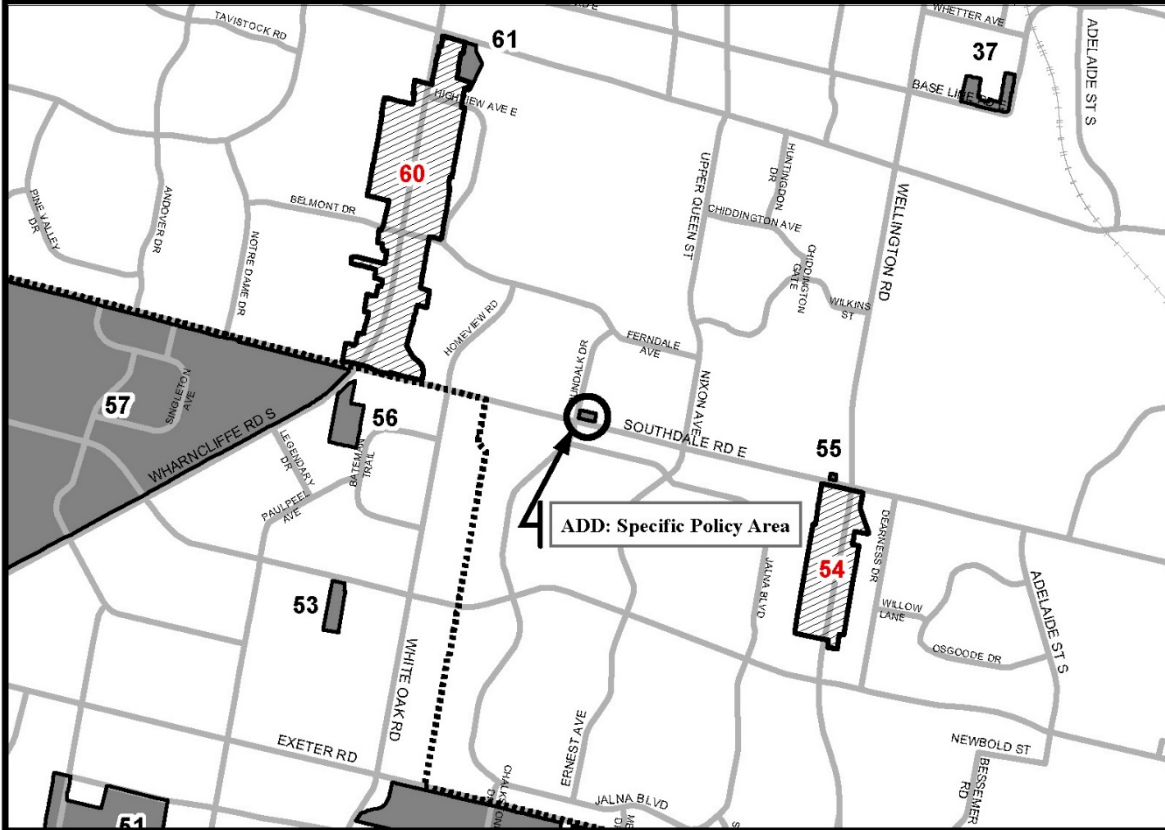 TAVISTOCK RD
61
WHETTER AVE
37
ADELAIDE ST S
BASE LINE
HIGHVIEW AVE E
60
HUNTINGDON
DR
UPPER QUEEN ST
WELLINGTON RD
PINE VALLEY
DR
ANDOVER DR
BELMONT DR
CHIDDINGTON AVE
NOTRE DAME DR
CHIDDINGTON
GATE
WILKINS
ST
HOMEVIEW RD
FERNDALE
AVE
NIXON AVE
57
SINGLETON
AVE
56
SOUTHDALE RD E
55
WHARNCLIFFE RD S
LEGENDARY
DR
BATEMAN
TRAIL
PAULPEEL
AVE
ADD: Specific Policy Area
DEARNESS DR
54
JALNA BLVD
ADELAIDE ST S
53
WILLOW
LANE
OSGOODE DR
WHITE OAK RD
EXETER RD
ERNEST AVE
NEWBOLD ST
BESSEMER
RD
JALNA BLVD
51